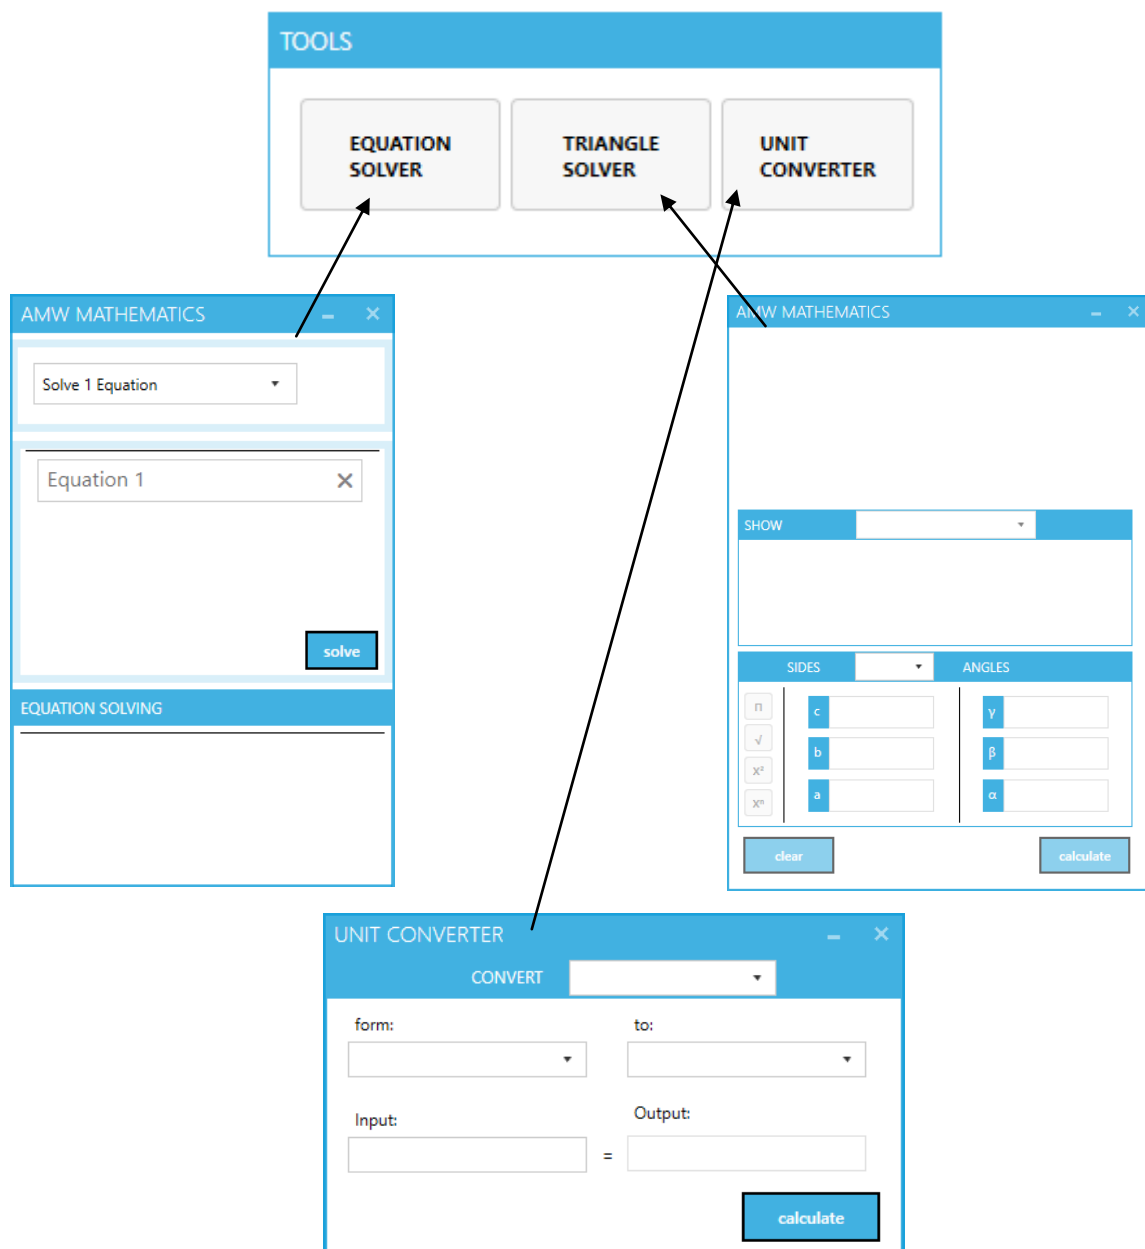 TOOLS
EQUATION
SOLVER
TRIANGLE
SOLVER
UNIT
CONVERTER
AMW MATHEMATICS
Solve 1 Equation
Equation 1
solve
EQUATION SOLVING
AMW MATHEMATICS
SHOW
SIDES
ANGLES
π
√
x²
xⁿ
c
b
a
γ
β
α
clear
calculate
UNIT CONVERTER
CONVERT
form:
to:
Input:
Output:
=
calculate